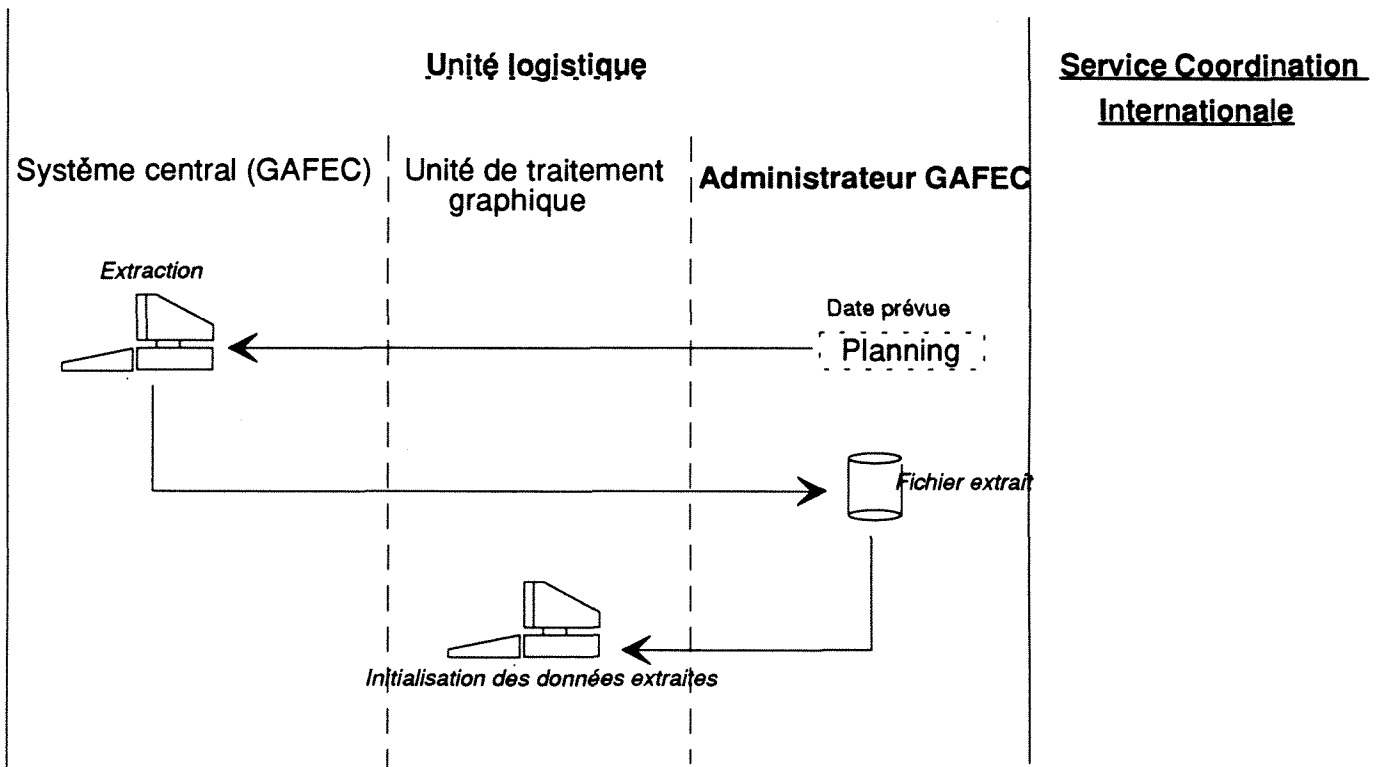 Unité logistique
Service Coordination
Internationale
Système central (GAFEC)
Unité de traitement
graphique
Administrateur GAFEC
Extraction
Date prévue
Planning
Fichier extrait
Initialisation des données extraites